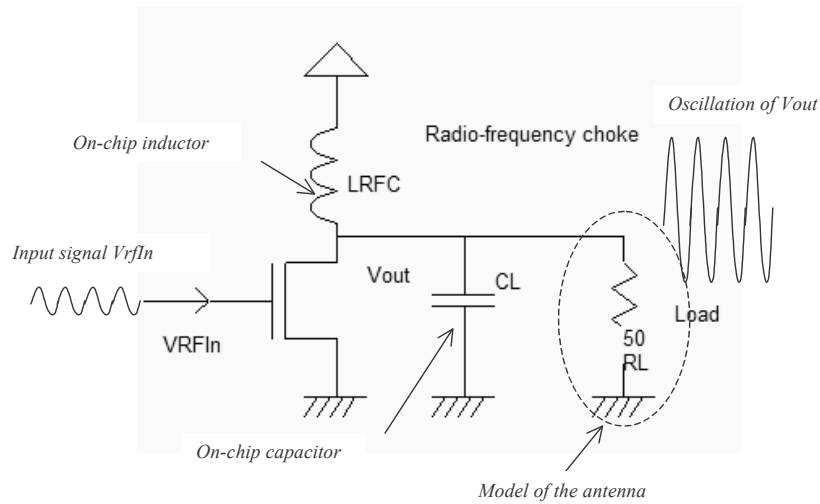 Oscillation of Vout
Radio-frequency choke
On-chip inductor
LRFC
Input signal VrfIn
Vout
CL
Load
VRFIn
50
RL
On-chip capacitor
Model of the antenna